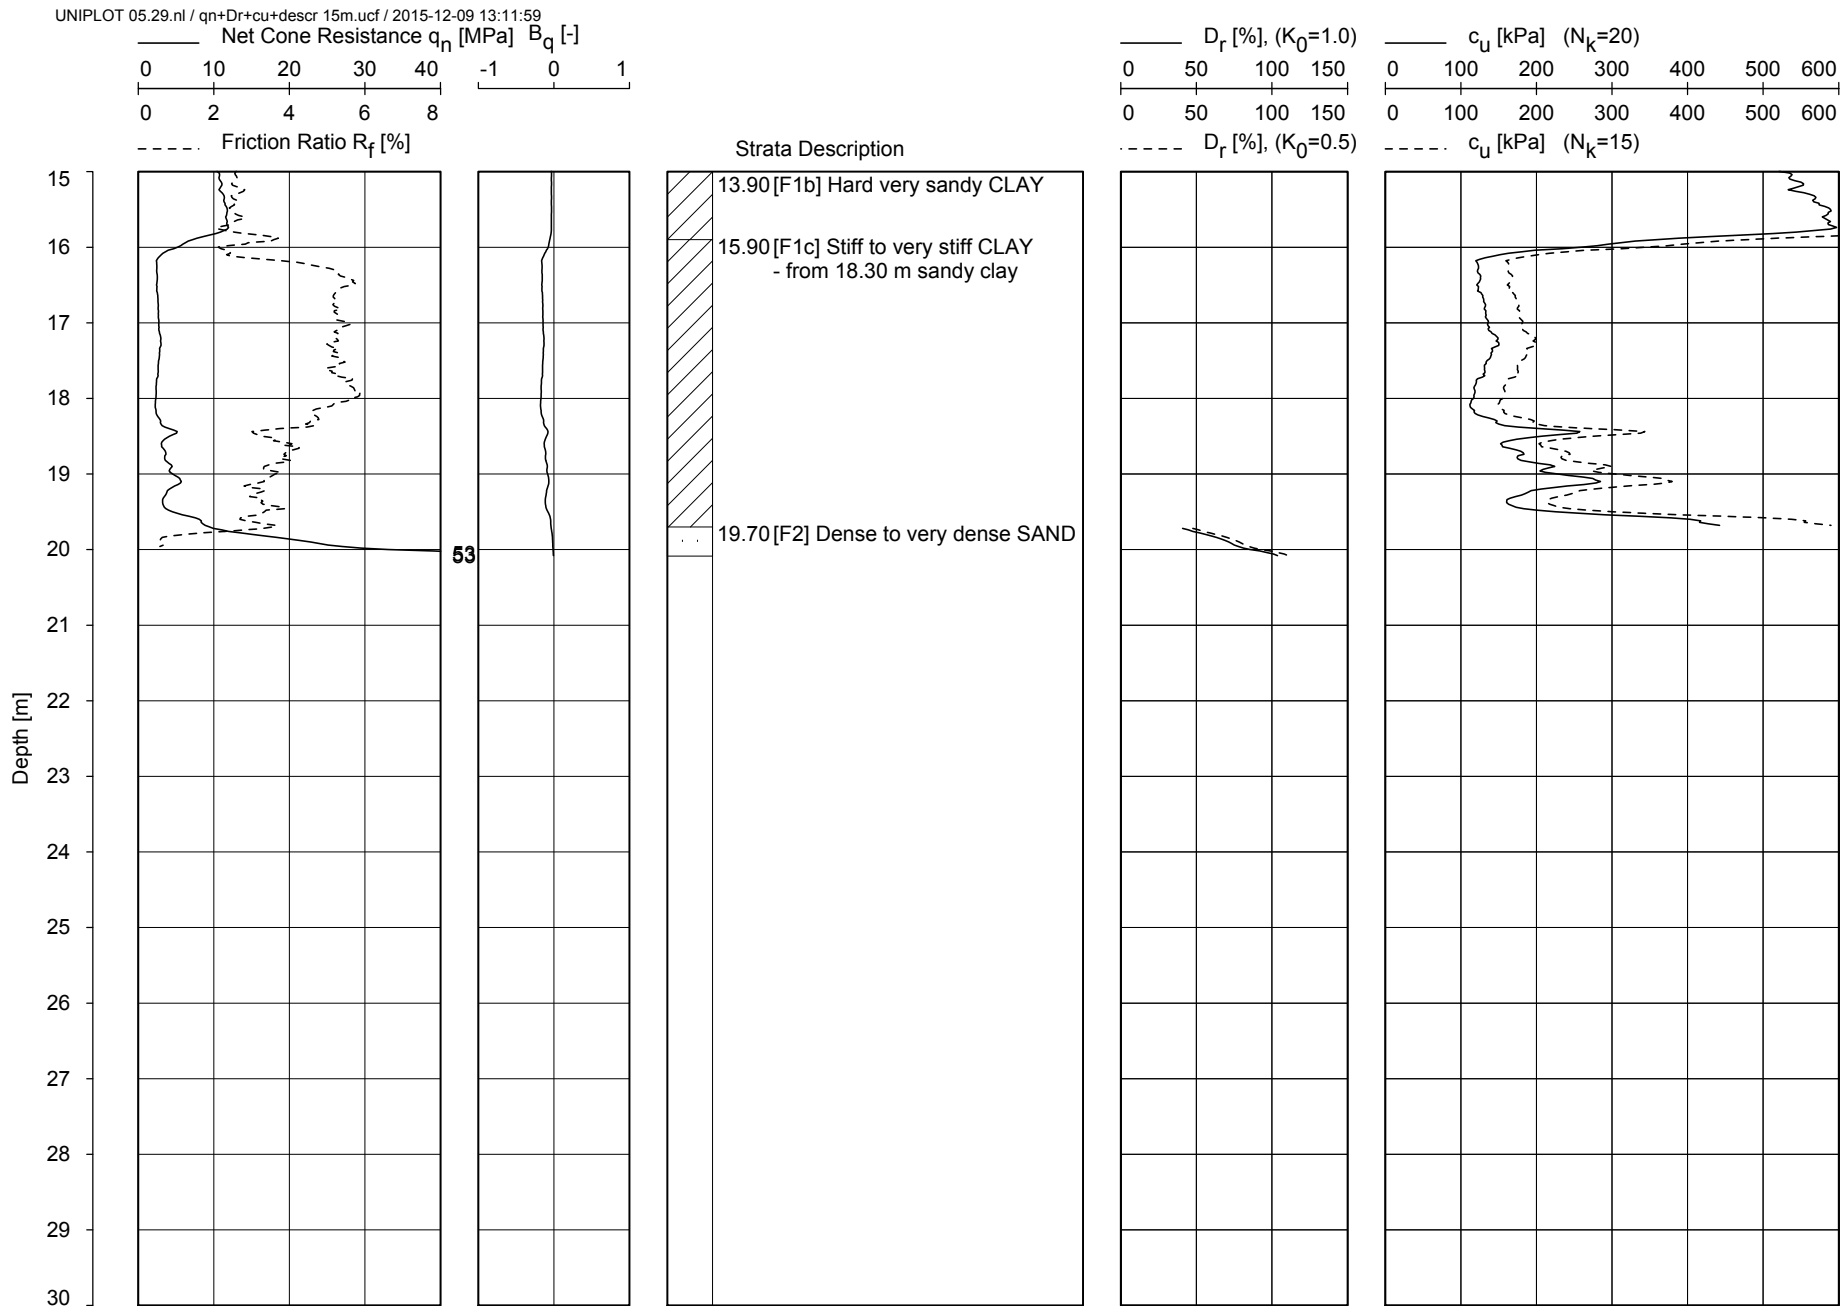 UNIPLOT 05.29.nl / qn+Dr+cu+descr 15m.ucf / 2015-12-09 13:11:59
Net Cone Resistance qn [MPa] Bq [-]
Dr [%], (K0=1.0)
cu [kPa] (Nk=20)
0 10 20 30 40
-1 0 1
0 50 100 150
0 100 200 300 400 500 600
0 2 4 6 8
0 50 100 150
0 100 200 300 400 500 600
Friction Ratio Rf [%]
Strata Description
Dr [%], (K0=0.5)
cu [kPa] (Nk=15)
15
13.90 [F1b] Hard very sandy CLAY
16
15.90 [F1c] Stiff to very stiff CLAY
- from 18.30 m sandy clay
17
18
19
19.70 [F2] Dense to very dense SAND
20
53
21
22
Depth [m]
23
24
25
26
27
28
29
30